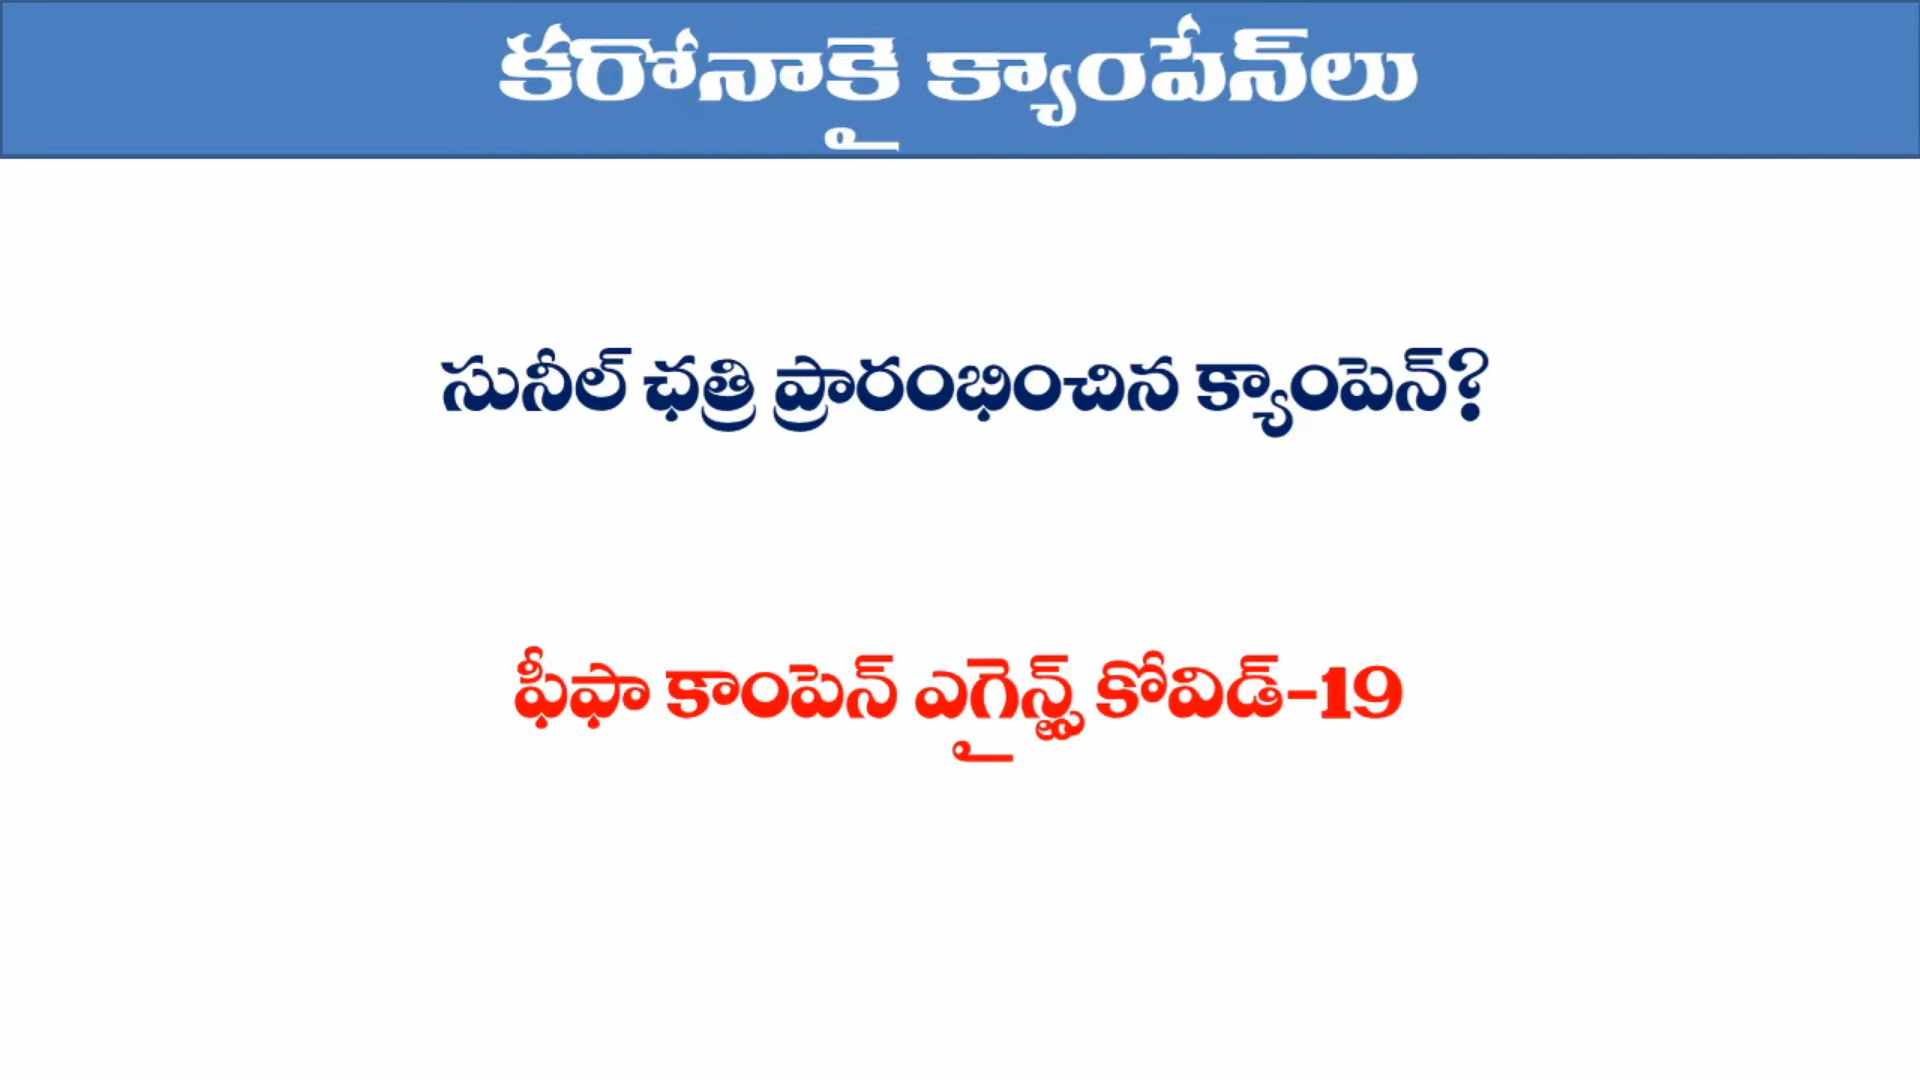 కరోనాకై క్యాంపేన్‌లు
సునీల్ ఛత్రి ప్రారంభించిన క్యాంపెన్?
ఫీఫా కాంపెన్ ఎగైన్స్ట్ కోవిడ్-19